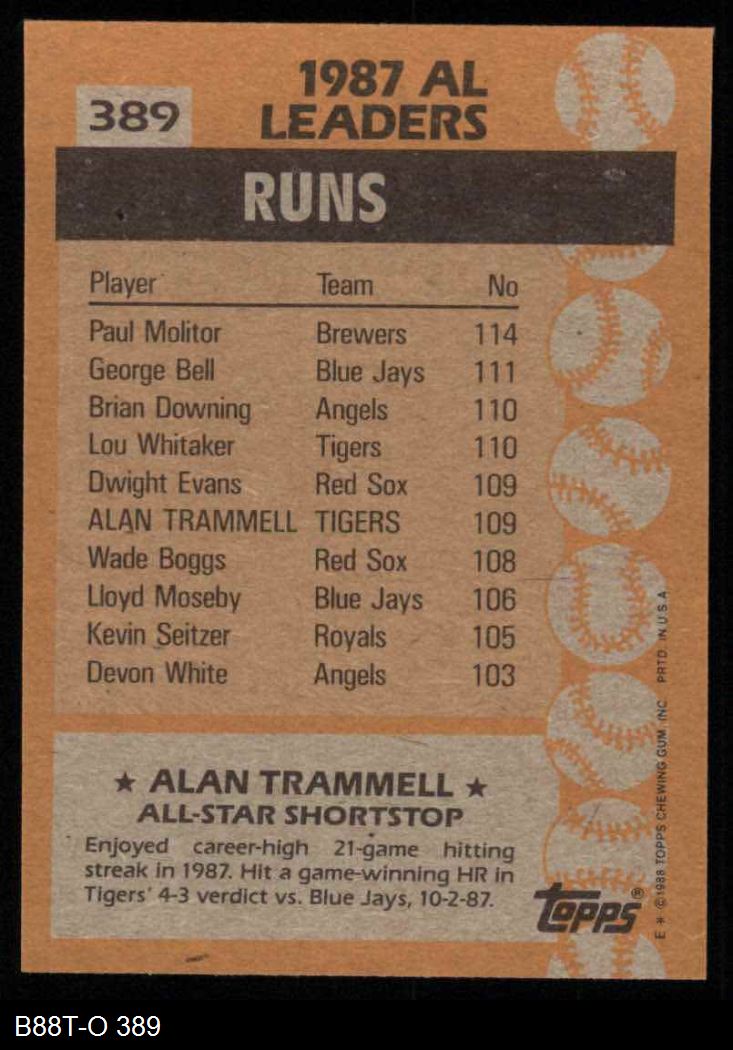 389
1987 AL
LEADERS
RUNS
Player Team No
Paul Molitor Brewers 114
George Bell Blue Jays 111
Brian Downing Angels 110
Lou Whitaker Tigers 110
Dwight Evans Red Sox 109
ALAN TRAMMELL TIGERS 109
Wade Boggs Red Sox 108
Lloyd Moseby Blue Jays 106
Kevin Seitzer Royals 105
Devon White Angels 103
★ ALAN TRAMMELL ★
ALL-STAR SHORTSTOP
Enjoyed career-high 21-game hitting
streak in 1987. Hit a game-winning HR in
Tigers' 4-3 verdict vs. Blue Jays, 10-2-87.
Topps®
E * ©1988 TOPPS CHEWING GUM, INC. PRTD. IN U.S.A.
B88T-O 389